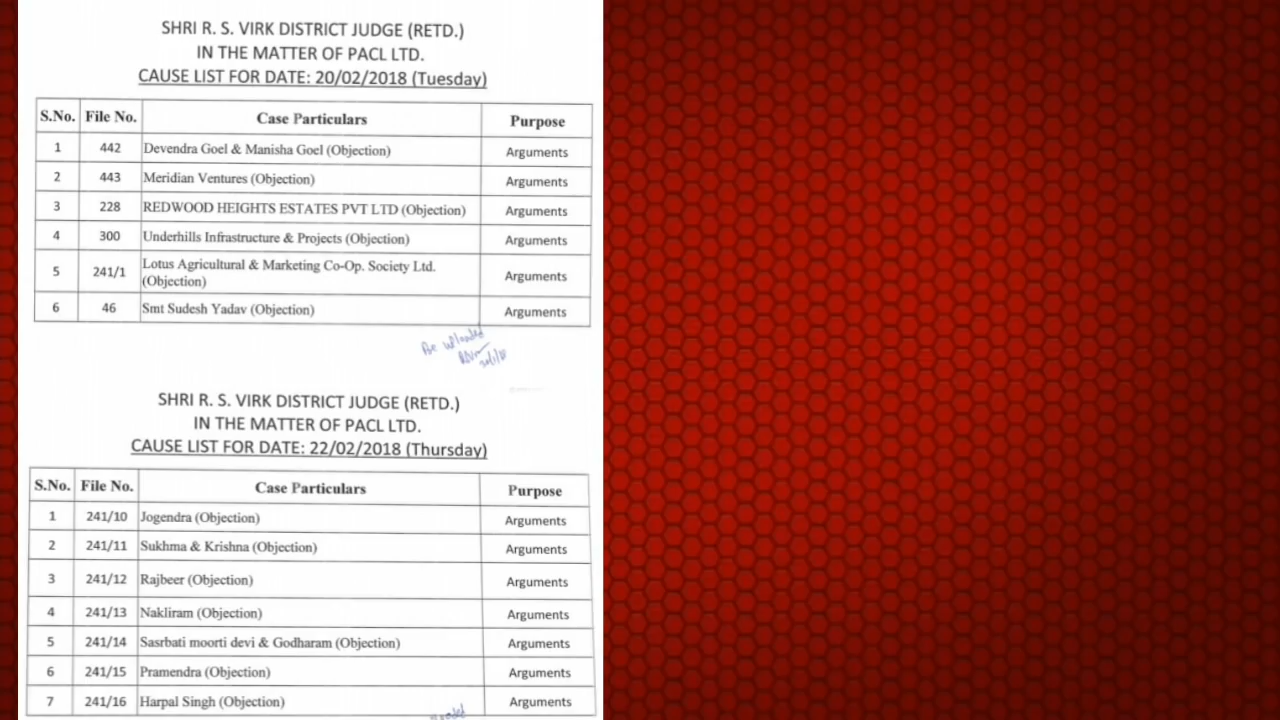 SHRI R. S. VIRK DISTRICT JUDGE (RETD.)
IN THE MATTER OF PACL LTD.
CAUSE LIST FOR DATE: 20/02/2018 (Tuesday)
S.No. File No. Case Particulars Purpose
1 442 Devendra Goel & Manisha Goel (Objection) Arguments
2 443 Meridian Ventures (Objection) Arguments
3 228 REDWOOD HEIGHTS ESTATES PVT LTD (Objection) Arguments
4 300 Underhills Infrastructure & Projects (Objection) Arguments
5 241/1 Lotus Agricultural & Marketing Co-Op. Society Ltd. Arguments
(Objection)
6 46 Smt Sudesh Yadav (Objection) Arguments
Be uploaded
SHRI R. S. VIRK DISTRICT JUDGE (RETD.)
IN THE MATTER OF PACL LTD.
CAUSE LIST FOR DATE: 22/02/2018 (Thursday)
S.No. File No. Case Particulars Purpose
1 241/10 Jogendra (Objection) Arguments
2 241/11 Sukhma & Krishna (Objection) Arguments
3 241/12 Rajbeer (Objection) Arguments
4 241/13 Nakliram (Objection) Arguments
5 241/14 Sasrbati moorti devi & Godharam (Objection) Arguments
6 241/15 Pramendra (Objection) Arguments
7 241/16 Harpal Singh (Objection) Arguments